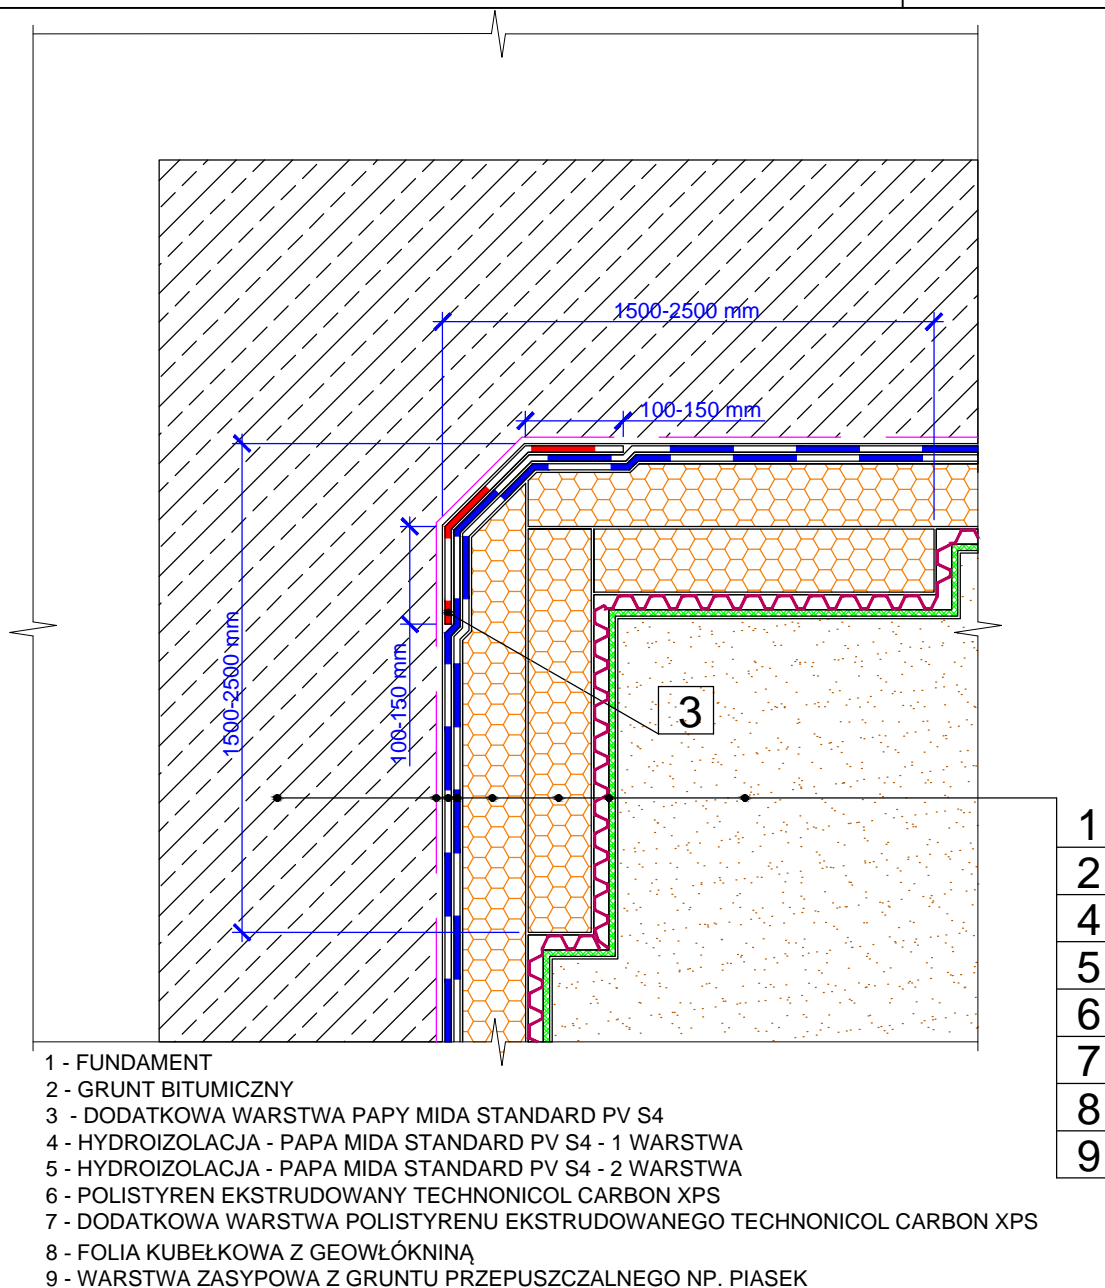 1500-2500 mm
100-150 mm
1500-2500 mm
100-150 mm
3
1
2
4
5
6
7
8
9
1 - FUNDAMENT
2 - GRUNT BITUMICZNY
3 - DODATKOWA WARSTWA PAPY MIDA STANDARD PV S4
4 - HYDROIZOLACJA - PAPA MIDA STANDARD PV S4 - 1 WARSTWA
5 - HYDROIZOLACJA - PAPA MIDA STANDARD PV S4 - 2 WARSTWA
6 - POLISTYREN EKSTRUDOWANY TECHNONICOL CARBON XPS
7 - DODATKOWA WARSTWA POLISTYRENU EKSTRUDOWANEGO TECHNONICOL CARBON XPS
8 - FOLIA KUBEŁKOWA Z GEOWŁÓKNINĄ
9 - WARSTWA ZASYPOWA Z GRUNTU PRZEPUSZCZALNEGO NP. PIASEK